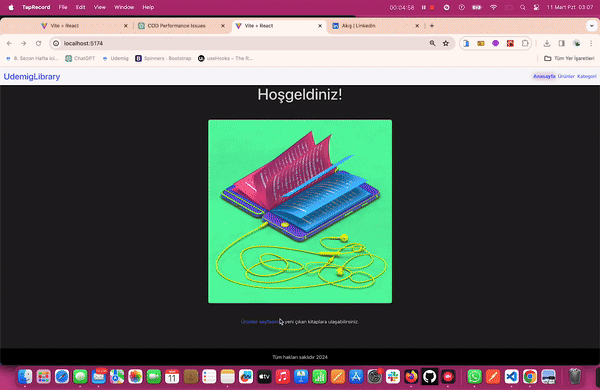 TapRecord File Edit View Window Help 00:04:58 11 Mart Pzt 03:07
Vite + React COD Performance Issues Vite + React Akış | LinkedIn
localhost:5174
8. Sezon Hafta içi ChatGPT Udemig Spinners · Bootstrap useHooks – The R... Tüm Yer İşaretleri
UdemigLibrary Anasayfa Ürünler Kategori
Hoşgeldiniz!
Ürünler sayfasın yeni çıkan kitaplara ulaşabilirsiniz.
Tüm hakları saklıdır 2024